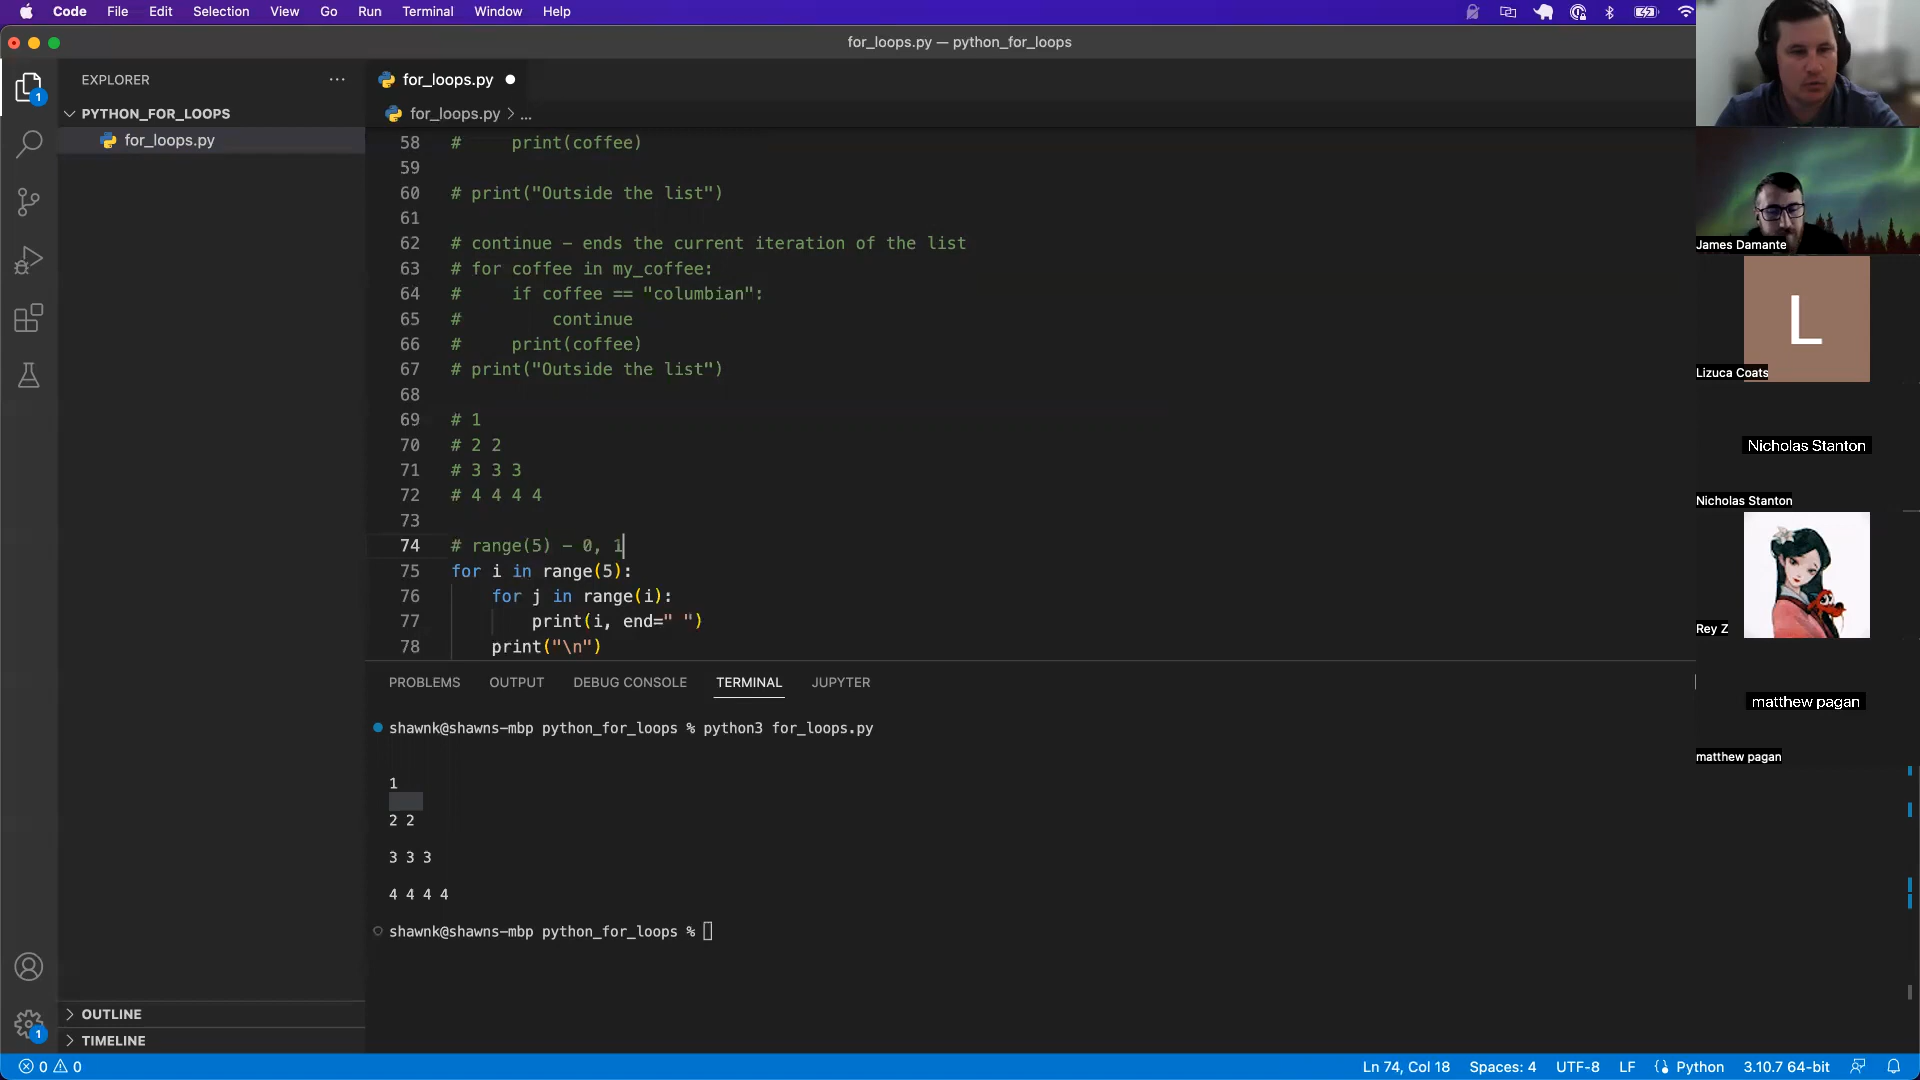 Code File Edit Selection View Go Run Terminal Window Help
for_loops.py — python_for_loops
EXPLORER
PYTHON_FOR_LOOPS
for_loops.py
1
for_loops.py
for_loops.py > ...
58 #     print(coffee)
59
60 # print("Outside the list")
61
62 # continue - ends the current iteration of the list
63 # for coffee in my_coffee:
64 #     if coffee == "columbian":
65 #         continue
66 #     print(coffee)
67 # print("Outside the list")
68
69 # 1
70 # 2 2
71 # 3 3 3
72 # 4 4 4 4
73
74 # range(5) - 0, 1
75 for i in range(5):
76     for j in range(i):
77         print(i, end=" ")
78     print("\n")
PROBLEMS OUTPUT DEBUG CONSOLE TERMINAL JUPYTER
shawnk@shawns-mbp python_for_loops % python3 for_loops.py
1
2 2
3 3 3
4 4 4 4
shawnk@shawns-mbp python_for_loops %
James Damante
L
Lizuca Coats
Nicholas Stanton
Nicholas Stanton
Rey Z
matthew pagan
matthew pagan
OUTLINE
1
TIMELINE
0 0
Ln 74, Col 18 Spaces: 4 UTF-8 LF Python 3.10.7 64-bit